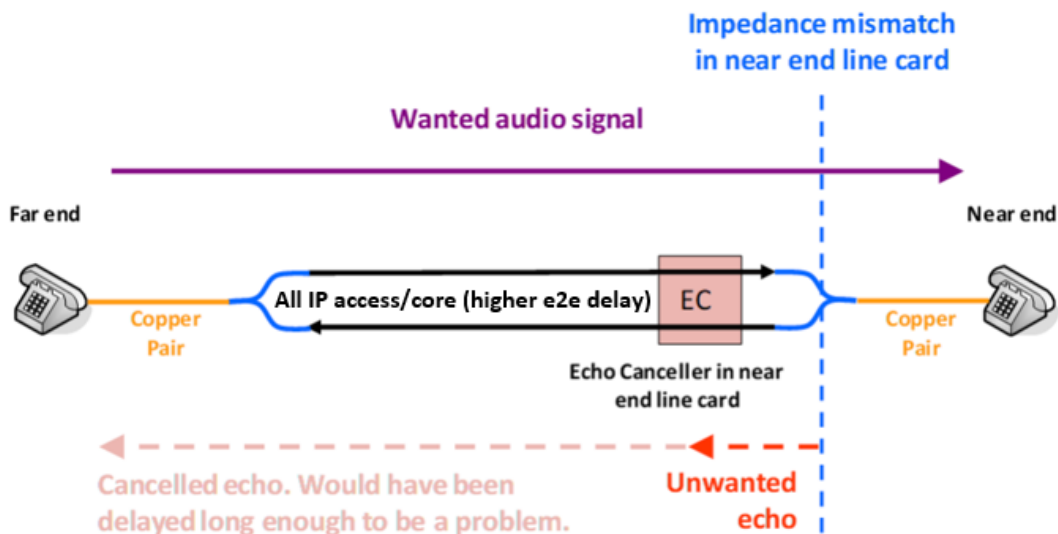 Impedance mismatch
in near end line card
Wanted audio signal
Far end
Near end
All IP access/core (higher e2e delay)
EC
Copper
Pair
Copper
Pair
Echo Canceller in near
end line card
Cancelled echo. Would have been
delayed long enough to be a problem.
Unwanted
echo